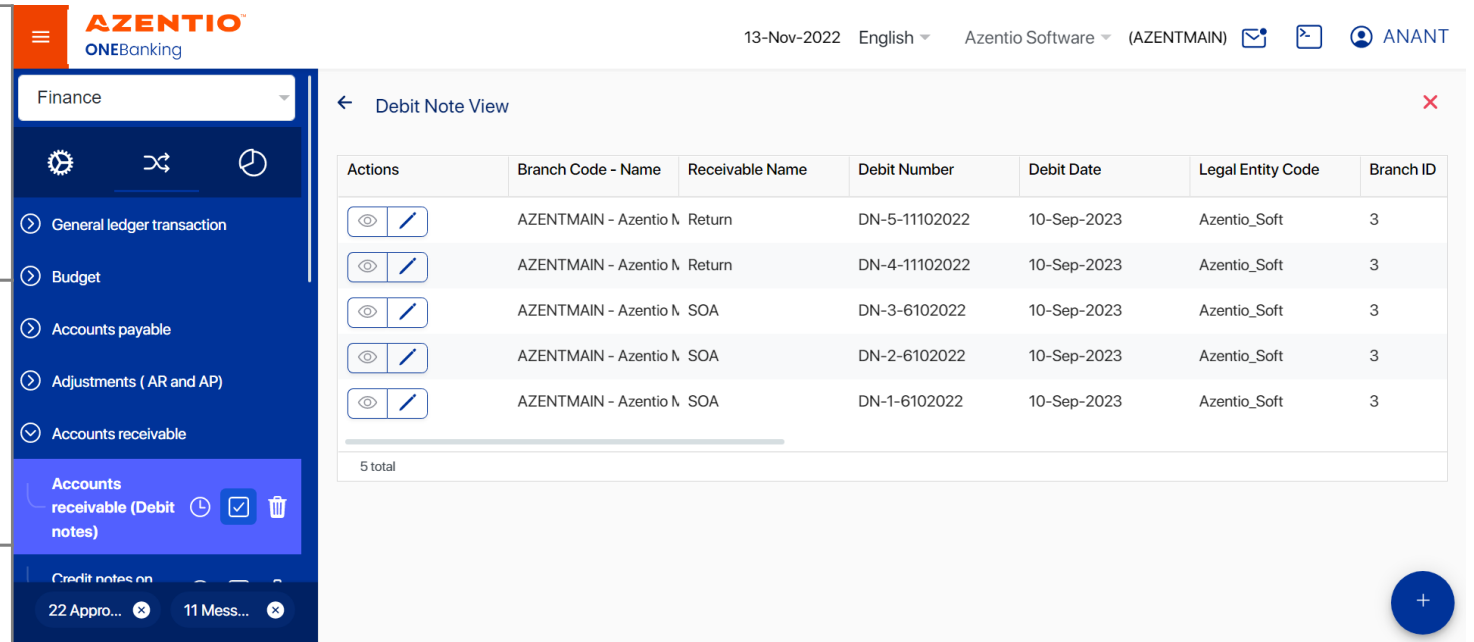 AZENTIO
ONEBanking
13-Nov-2022 English Azentio Software (AZENTMAIN) ANANT
Finance
General ledger transaction
Budget
Accounts payable
Adjustments ( AR and AP)
Accounts receivable
Accounts
receivable (Debit
notes)
Credit notes on
22 Appro... 11 Mess...
Debit Note View
Actions Branch Code - Name Receivable Name Debit Number Debit Date Legal Entity Code Branch ID
AZENTMAIN - Azentio M Return DN-5-11102022 10-Sep-2023 Azentio_Soft 3
AZENTMAIN - Azentio M Return DN-4-11102022 10-Sep-2023 Azentio_Soft 3
AZENTMAIN - Azentio M SOA DN-3-6102022 10-Sep-2023 Azentio_Soft 3
AZENTMAIN - Azentio M SOA DN-2-6102022 10-Sep-2023 Azentio_Soft 3
AZENTMAIN - Azentio M SOA DN-1-6102022 10-Sep-2023 Azentio_Soft 3
5 total